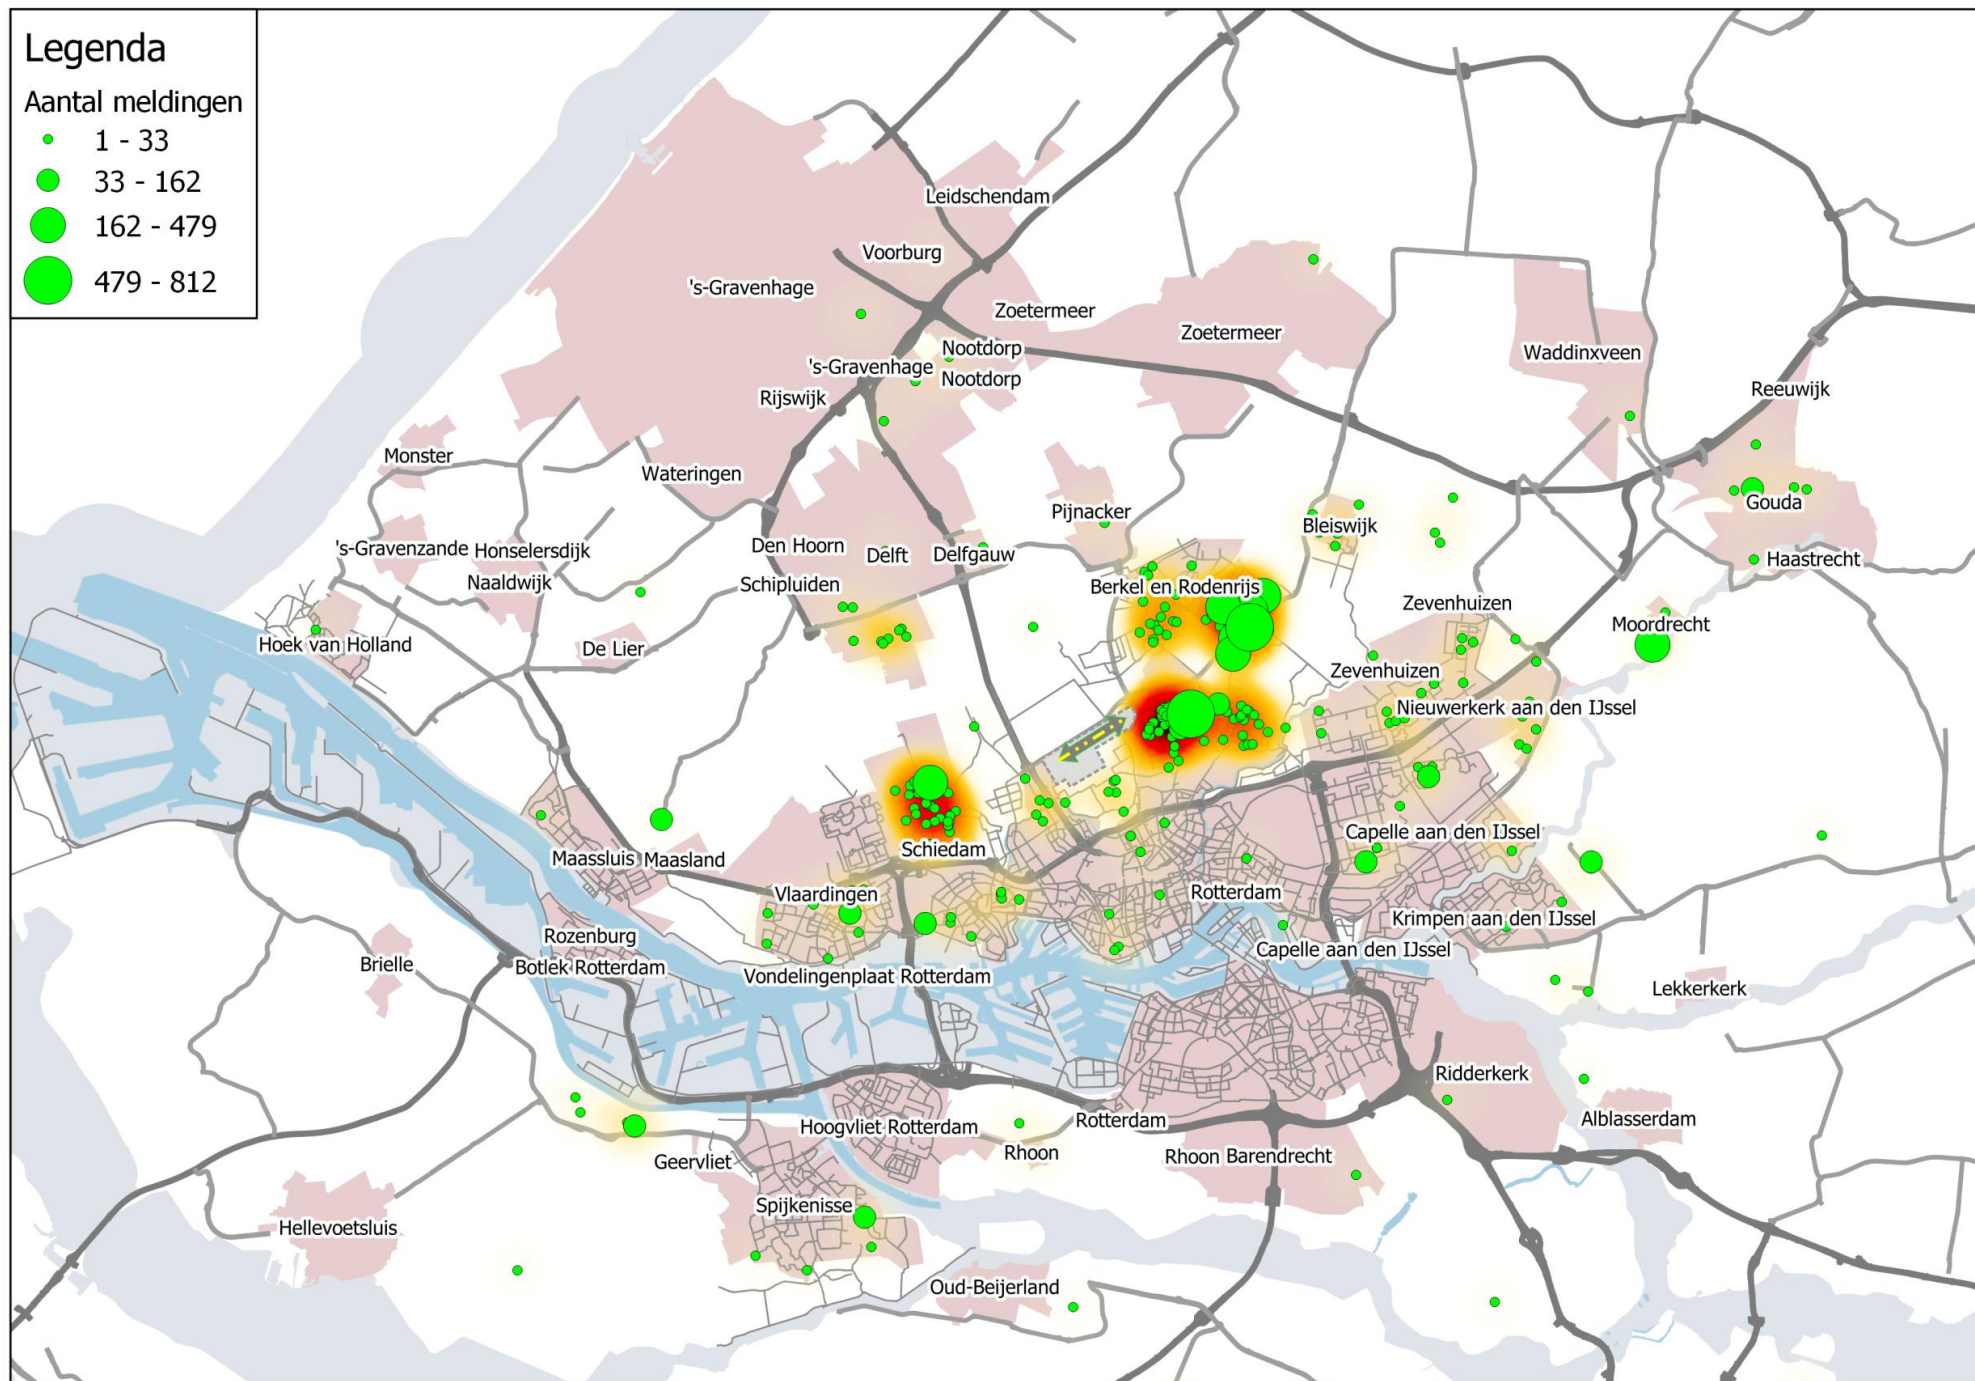 Legenda
Aantal meldingen
1 - 33
33 - 162
162 - 479
479 - 812
Leidschendam
Voorburg
's-Gravenhage
Zoetermeer
Zoetermeer
Nootdorp
Waddinxveen
's-Gravenhage
Nootdorp
Rijswijk
Reeuwijk
Monster
Wateringen
Gouda
Pijnacker
Bleiswijk
's-Gravenzande
Honselersdijk
Den Hoorn
Delft
Delfgauw
Haastrecht
Naaldwijk
Schipluiden
Berkel en Rodenrijs
Zevenhuizen
Moordrecht
Hoek van Holland
De Lier
Zevenhuizen
Nieuwerkerk aan den IJssel
Capelle aan den IJssel
Schiedam
Maassluis
Maasland
Vlaardingen
Rotterdam
Krimpen aan den IJssel
Rozenburg
Capelle aan den IJssel
Brielle
Botlek Rotterdam
Vondelingenplaat Rotterdam
Lekkerkerk
Ridderkerk
Alblasserdam
Rotterdam
Hoogvliet Rotterdam
Rhoon
Rhoon
Barendrecht
Geervliet
Spijkenisse
Hellevoetsluis
Oud-Beijerland